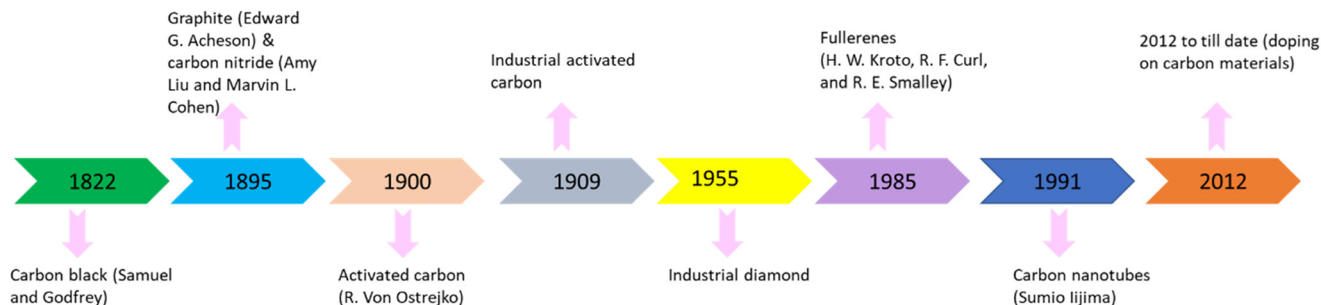 Graphite (Edward
G. Acheson) &
carbon nitride (Amy
Liu and Marvin L.
Cohen)
Industrial activated
carbon
Fullerenes
(H. W. Kroto, R. F. Curl,
and R. E. Smalley)
2012 to till date (doping
on carbon materials)
1822
1895
1900
1909
1955
1985
1991
2012
Carbon black (Samuel
and Godfrey)
Activated carbon
(R. Von Ostrejko)
Industrial diamond
Carbon nanotubes
(Sumio Iijima)